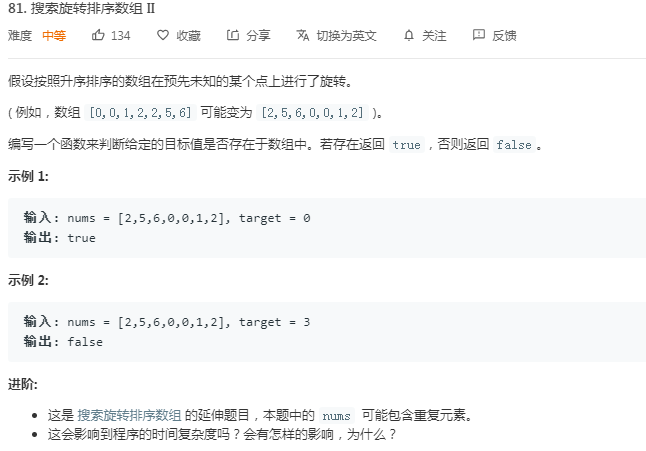 81. 搜索旋转排序数组 II
难度 中等 134 收藏 分享 切换为英文 关注 反馈
假设按照升序排序的数组在预先未知的某个点上进行了旋转。
( 例如，数组 [0,0,1,2,2,5,6] 可能变为 [2,5,6,0,0,1,2] )。
编写一个函数来判断给定的目标值是否存在于数组中。若存在返回 true，否则返回 false。
示例 1:
输入: nums = [2,5,6,0,0,1,2], target = 0
输出: true
示例 2:
输入: nums = [2,5,6,0,0,1,2], target = 3
输出: false
进阶:
• 这是 搜索旋转排序数组 的延伸题目，本题中的 nums 可能包含重复元素。
• 这会影响到程序的时间复杂度吗？会有怎样的影响，为什么？